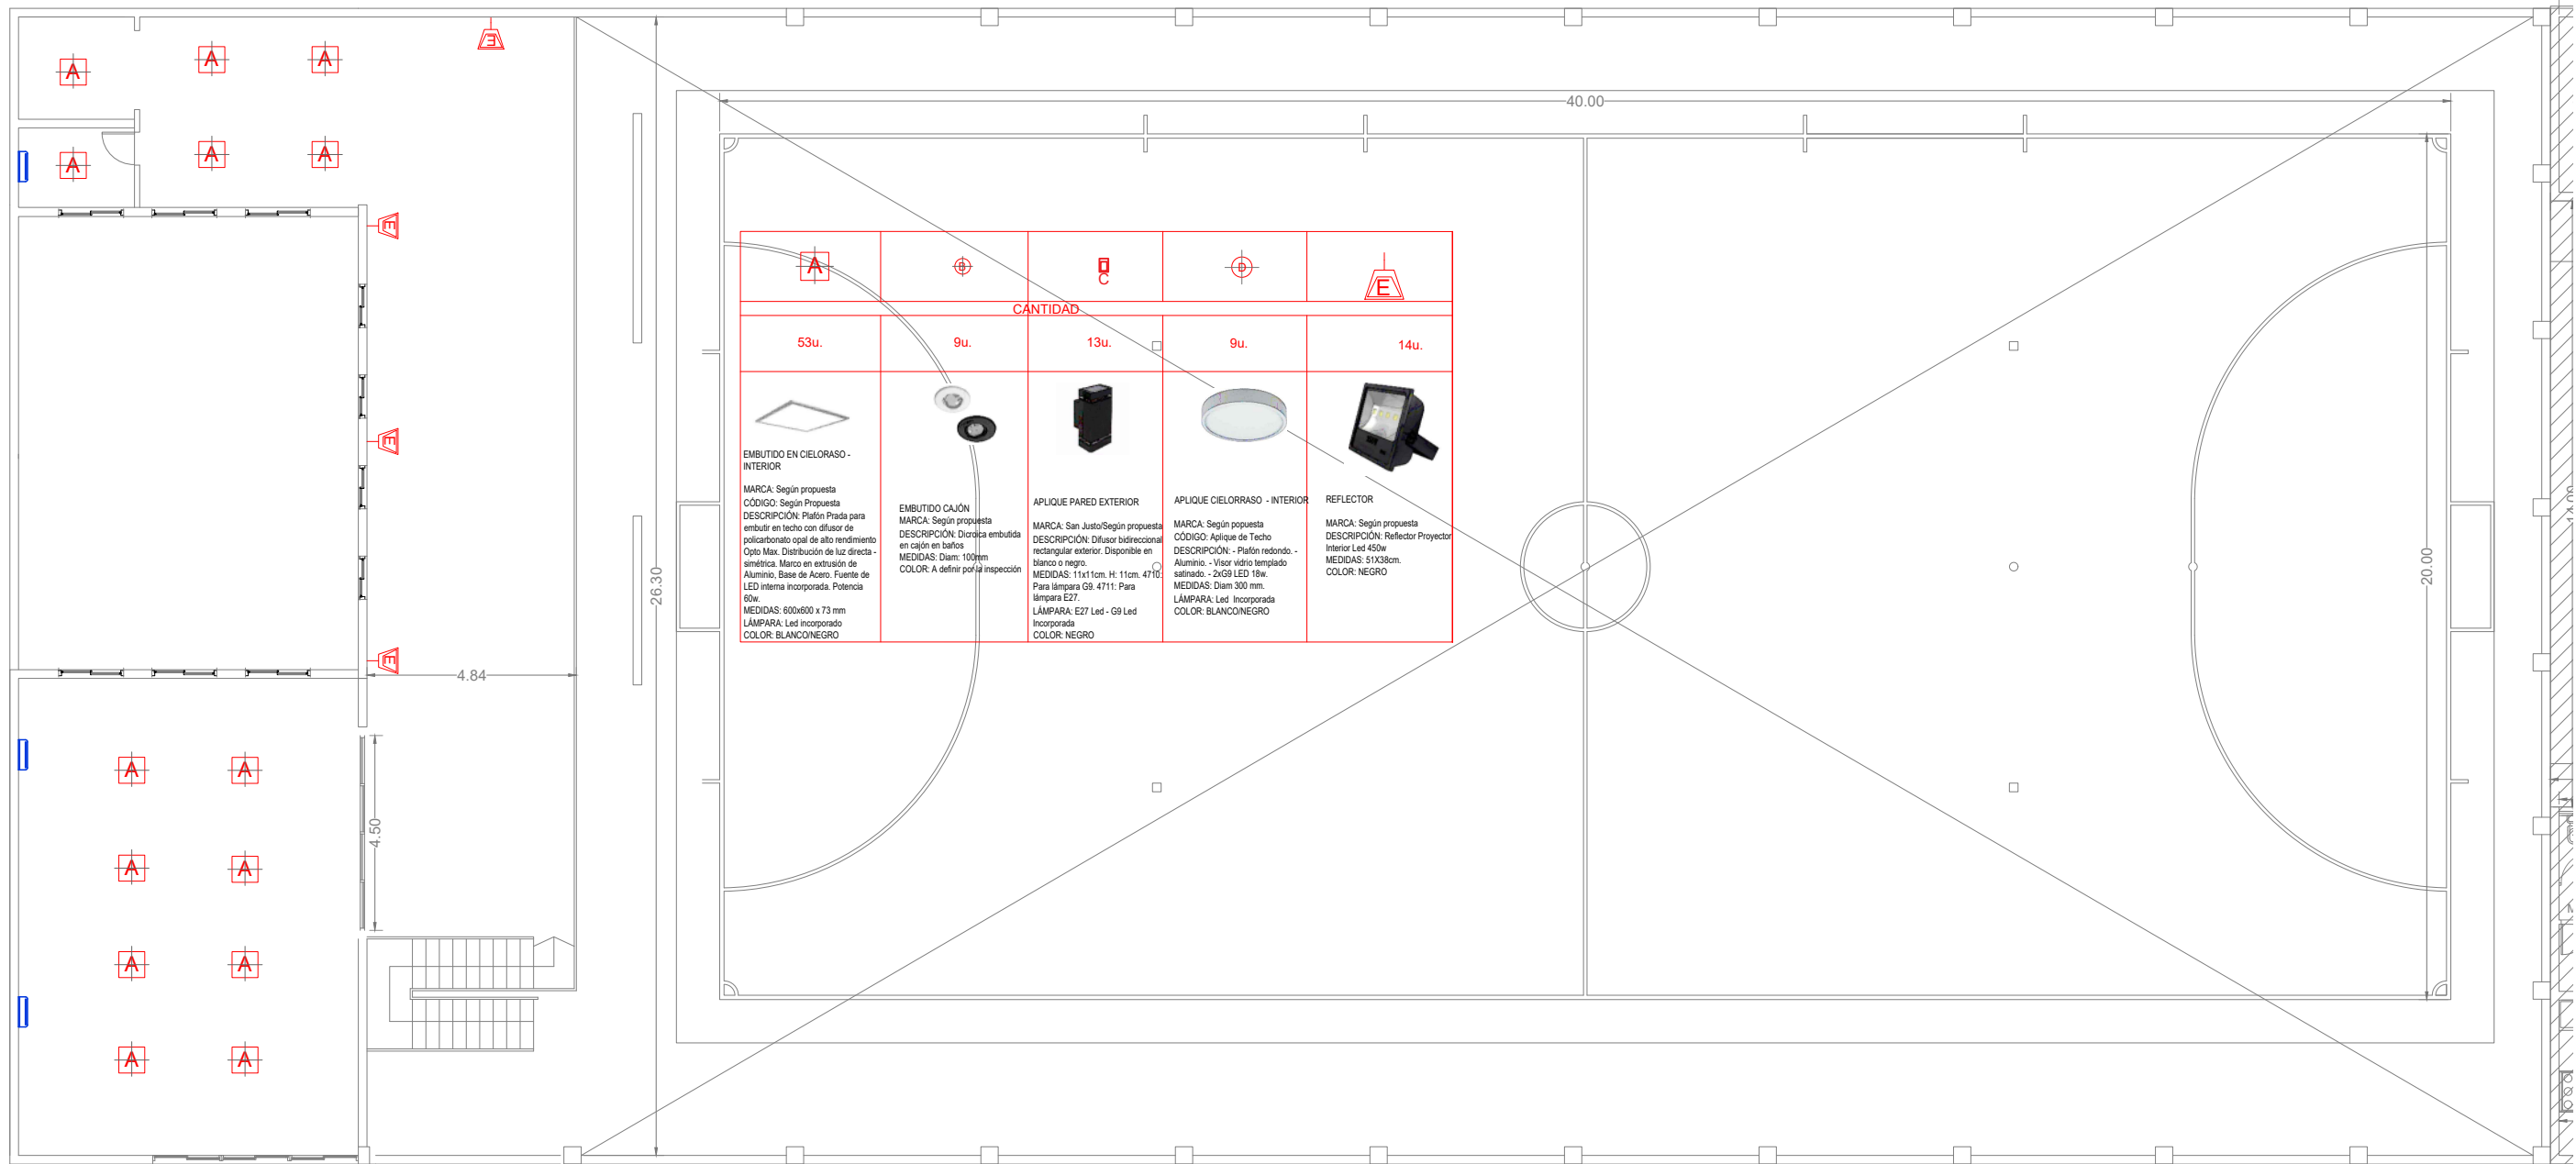 A
A
A
E
A
A
A
E
E
E
40.00
26.30
20.00
14.00
4.84
4.50
A
A
A
A
A
A
A
A
A
B
C
D
E
CANTIDAD
53u.
9u.
13u.
9u.
14u.
EMBUTIDO EN CIELORASO -
INTERIOR
MARCA: Según propuesta
CÓDIGO: Según Propuesta
DESCRIPCIÓN: Plafón Prada para
embutir en techo con difusor de
policarbonato opal de alto rendimiento
Opto Max. Distribución de luz directa -
simétrica. Marco en extrusión de
Aluminio, Base de Acero. Fuente de
LED interna incorporada. Potencia
60w.
MEDIDAS: 600x600 x 73 mm
LÁMPARA: Led incorporado
COLOR: BLANCO/NEGRO
EMBUTIDO CAJÓN
MARCA: Según propuesta
DESCRIPCIÓN: Dicroica embutida
en cajón en baños
MEDIDAS: Diam: 100mm
COLOR: A definir por la inspección
APLIQUE PARED EXTERIOR
MARCA: San Justo/Según propuesta
DESCRIPCIÓN: Difusor bidireccional
rectangular exterior. Disponible en
blanco o negro.
MEDIDAS: 11x11cm. H: 11cm. 4710:
Para lámpara G9. 4711: Para
lámpara E27.
LÁMPARA: E27 Led - G9 Led
Incorporada
COLOR: NEGRO
APLIQUE CIELORRASO - INTERIOR
MARCA: Según popuesta
CÓDIGO: Aplique de Techo
DESCRIPCIÓN: - Plafón redondo. -
Aluminio. - Visor vidrio templado
satinado. - 2xG9 LED 18w.
MEDIDAS: Diam 300 mm.
LÁMPARA: Led Incorporada
COLOR: BLANCO/NEGRO
REFLECTOR
MARCA: Según propuesta
DESCRIPCIÓN: Reflector Proyector
Interior Led 450w
MEDIDAS: 51X38cm.
COLOR: NEGRO